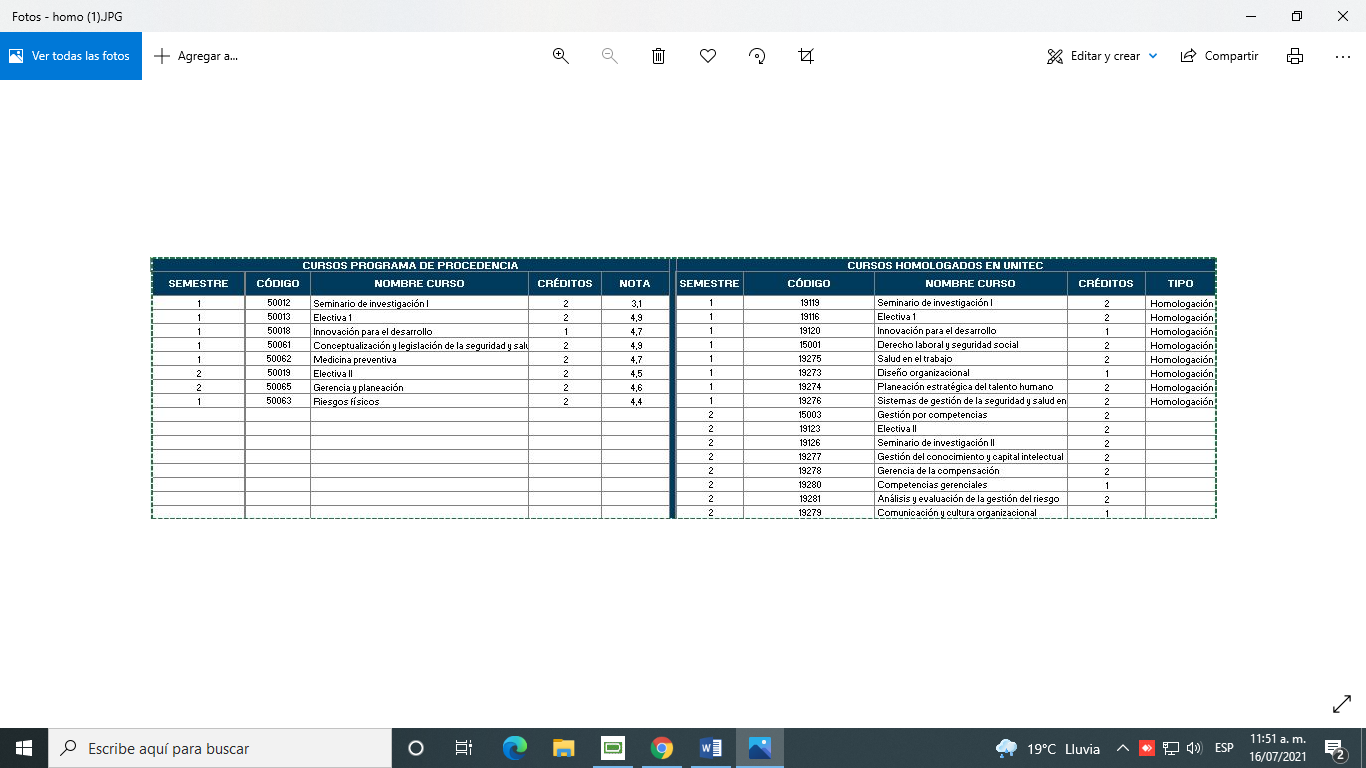 Fotos - homo (1).JPG
Ver todas las fotos
Agregar a...
Editar y crear
Compartir
CURSOS PROGRAMA DE PROCEDENCIA CURSOS HOMOLOGADOS EN UNITEC
SEMESTRE CÓDIGO NOMBRE CURSO CRÉDITOS NOTA SEMESTRE CÓDIGO NOMBRE CURSO CRÉDITOS TIPO
1 50012 Seminario de investigación I 2 3,1 1 19119 Seminario de investigación I 2 Homologación
1 50013 Electiva 1 2 4,9 1 19116 Electiva 1 2 Homologación
1 50018 Innovación para el desarrollo 1 4,7 1 19120 Innovación para el desarrollo 1 Homologación
1 50061 Conceptualización y legislación de la seguridad y salu 2 4,9 1 15001 Derecho laboral y seguridad social 2 Homologación
1 50062 Medicina preventiva 2 4,7 1 19275 Salud en el trabajo 2 Homologación
2 50019 Electiva II 2 4,5 1 19273 Diseño organizacional 1 Homologación
2 50065 Gerencia y planeación 2 4,6 1 19274 Planeación estratégica del talento humano 2 Homologación
1 50063 Riesgos físicos 2 4,4 1 19276 Sistemas de gestión de la seguridad y salud en 2 Homologación
2 15003 Gestión por competencias 2
2 19123 Electiva II 2
2 19126 Seminario de investigación II 2
2 19277 Gestión del conocimiento y capital intelectual 2
2 19278 Gerencia de la compensación 2
2 19280 Competencias gerenciales 1
2 19281 Análisis y evaluación de la gestión del riesgo 2
2 19279 Comunicación y cultura organizacional 1
Escribe aquí para buscar
19°C Lluvia
ESP
11:51 a. m.
16/07/2021
2